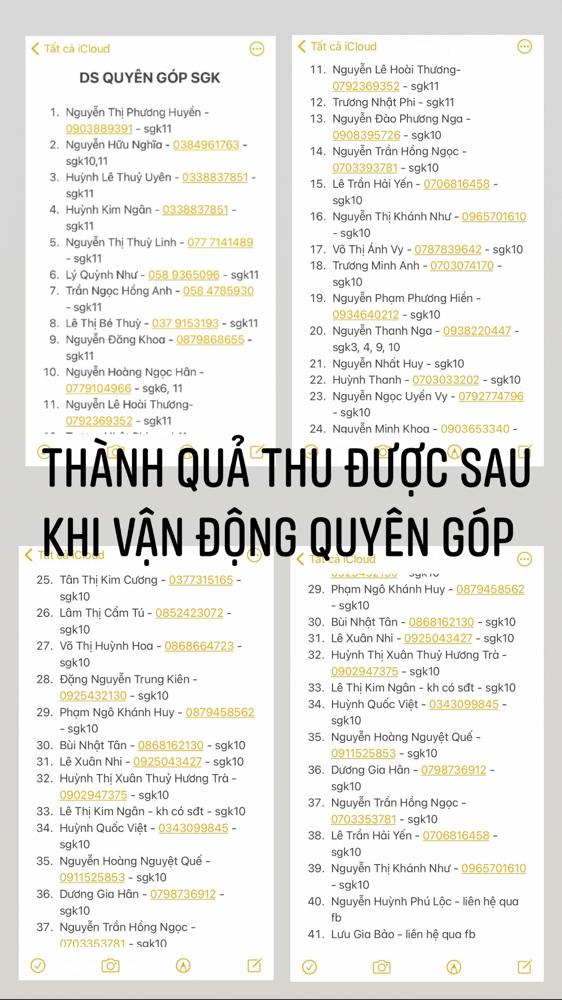 Tất cả iCloud
DS QUYÊN GÓP SGK
1. Nguyễn Thị Phương Huyền -
0903889391 - sgk11
2. Nguyễn Hữu Nghĩa - 0384961763 -
sgk10,11
3. Huỳnh Lê Thuỷ Uyên - 0338837851 -
sgk11
4. Huỳnh Kim Ngân - 0338837851 -
sgk11
5. Nguyễn Thị Thuỳ Linh - 077 7141489
- sgk11
6. Lý Quỳnh Như - 058 9365096 - sgk11
7. Trần Ngọc Hồng Anh - 058 4785930
- sgk11
8. Lê Thị Bé Thuỳ - 037 9153193 - sgk11
9. Nguyễn Đăng Khoa - 0879868655 -
sgk11
10. Nguyễn Hoàng Ngọc Hân -
0779104966 - sgk6, 11
11. Nguyễn Lê Hoài Thương-
0792369352 - sgk11
Tất cả iCloud
11. Nguyễn Lê Hoài Thương-
0792369352 - sgk11
12. Trương Nhật Phi - sgk11
13. Nguyễn Đào Phương Nga -
0908395726 - sgk10
14. Nguyễn Trần Hồng Ngọc -
0703393781 - sgk10
15. Lê Trần Hải Yến - 0706816458 -
sgk10
16. Nguyễn Thị Khánh Như - 0965701610
- sgk10
17. Võ Thị Ánh Vy - 0787839642 - sgk10
18. Trương Minh Anh - 0703074170 -
sgk10
19. Nguyễn Phạm Phương Hiền -
0934640212 - sgk10
20. Nguyễn Thanh Nga - 0938220447 -
sgk3, 4, 9, 10
21. Nguyễn Nhất Huy - sgk10
22. Huỳnh Thanh - 0703033202 - sgk10
23. Nguyễn Ngọc Uyển Vy - 0792774796
- sgk10
24. Nguyễn Minh Khoa - 0903653340 -
THÀNH QUẢ THU ĐƯỢC SAU
KHI VẬN ĐỘNG QUYÊN GÓP
Tất cả iCloud
25. Tân Thị Kim Cương - 0377315165 -
sgk10
26. Lâm Thị Cẩm Tú - 0852423072 -
sgk10
27. Võ Thị Huỳnh Hoa - 0868664723 -
sgk10
28. Đặng Nguyễn Trung Kiên -
0925432130 - sgk10
29. Phạm Ngô Khánh Huy - 0879458562
- sgk10
30. Bùi Nhật Tân - 0868162130 - sgk10
31. Lê Xuân Nhi - 0925043427 - sgk10
32. Huỳnh Thị Xuân Thuỷ Hương Trà -
0902947375 - sgk10
33. Lê Thị Kim Ngân - kh có sđt - sgk10
34. Huỳnh Quốc Việt - 0343099845 -
sgk10
35. Nguyễn Hoàng Nguyệt Quế -
0911525853 - sgk10
36. Dương Gia Hân - 0798736912 -
sgk10
37. Nguyễn Trần Hồng Ngọc -
0703353781 - sgk10
Tất cả iCloud
0925432130 - sgk10
29. Phạm Ngô Khánh Huy - 0879458562
- sgk10
30. Bùi Nhật Tân - 0868162130 - sgk10
31. Lê Xuân Nhi - 0925043427 - sgk10
32. Huỳnh Thị Xuân Thuỷ Hương Trà -
0902947375 - sgk10
33. Lê Thị Kim Ngân - kh có sđt - sgk10
34. Huỳnh Quốc Việt - 0343099845 -
sgk10
35. Nguyễn Hoàng Nguyệt Quế -
0911525853 - sgk10
36. Dương Gia Hân - 0798736912 -
sgk10
37. Nguyễn Trần Hồng Ngọc -
0703353781 - sgk10
38. Lê Trần Hải Yến - 0706816458 -
sgk10
39. Nguyễn Thị Khánh Như - 0965701610
- sgk10
40. Nguyễn Huỳnh Phú Lộc - liên hệ qua
fb
41. Lưu Gia Bảo - liên hệ qua fb